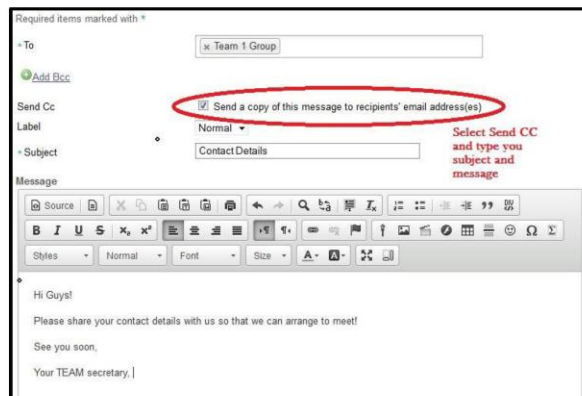 Required items marked with *
* To
× Team 1 Group
Add Bcc
Send Cc
Send a copy of this message to recipients' email address(es)
Label
Normal
* Subject
Contact Details
Select Send CC
and type you
subject and
message
Message
Source
B I U S x₂ x² ¶ ¶
Styles Normal Font Size A A
Hi Guys!
Please share your contact details with us so that we can arrange to meet!
See you soon,
Your TEAM secretary,